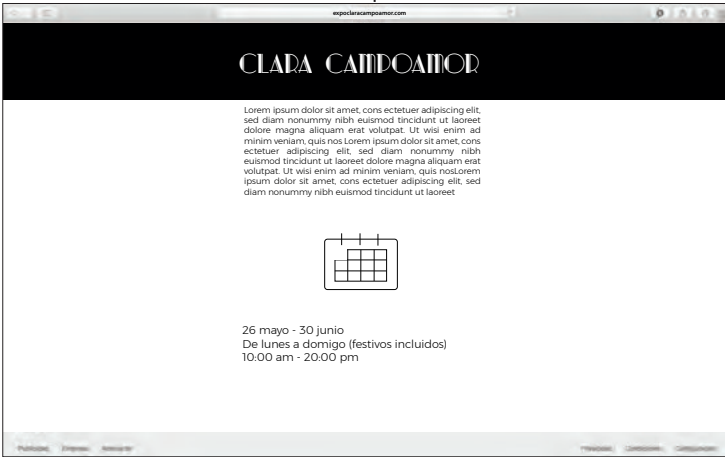 expoclaracampoamor.com
CLARA CAMPOAMOR
Lorem ipsum dolor sit amet, cons ectetuer adipiscing elit,
sed diam nonummy nibh euismod tincidunt ut laoreet
dolore magna aliquam erat volutpat. Ut wisi enim ad
minim veniam, quis nos Lorem ipsum dolor sit amet, cons
ectetuer adipiscing elit, sed diam nonummy nibh
euismod tincidunt ut laoreet dolore magna aliquam erat
volutpat. Ut wisi enim ad minim veniam, quis nosLorem
ipsum dolor sit amet, cons ectetuer adipiscing elit, sed
diam nonummy nibh euismod tincidunt ut laoreet
26 mayo - 30 junio
De lunes a domigo (festivos incluidos)
10:00 am - 20:00 pm